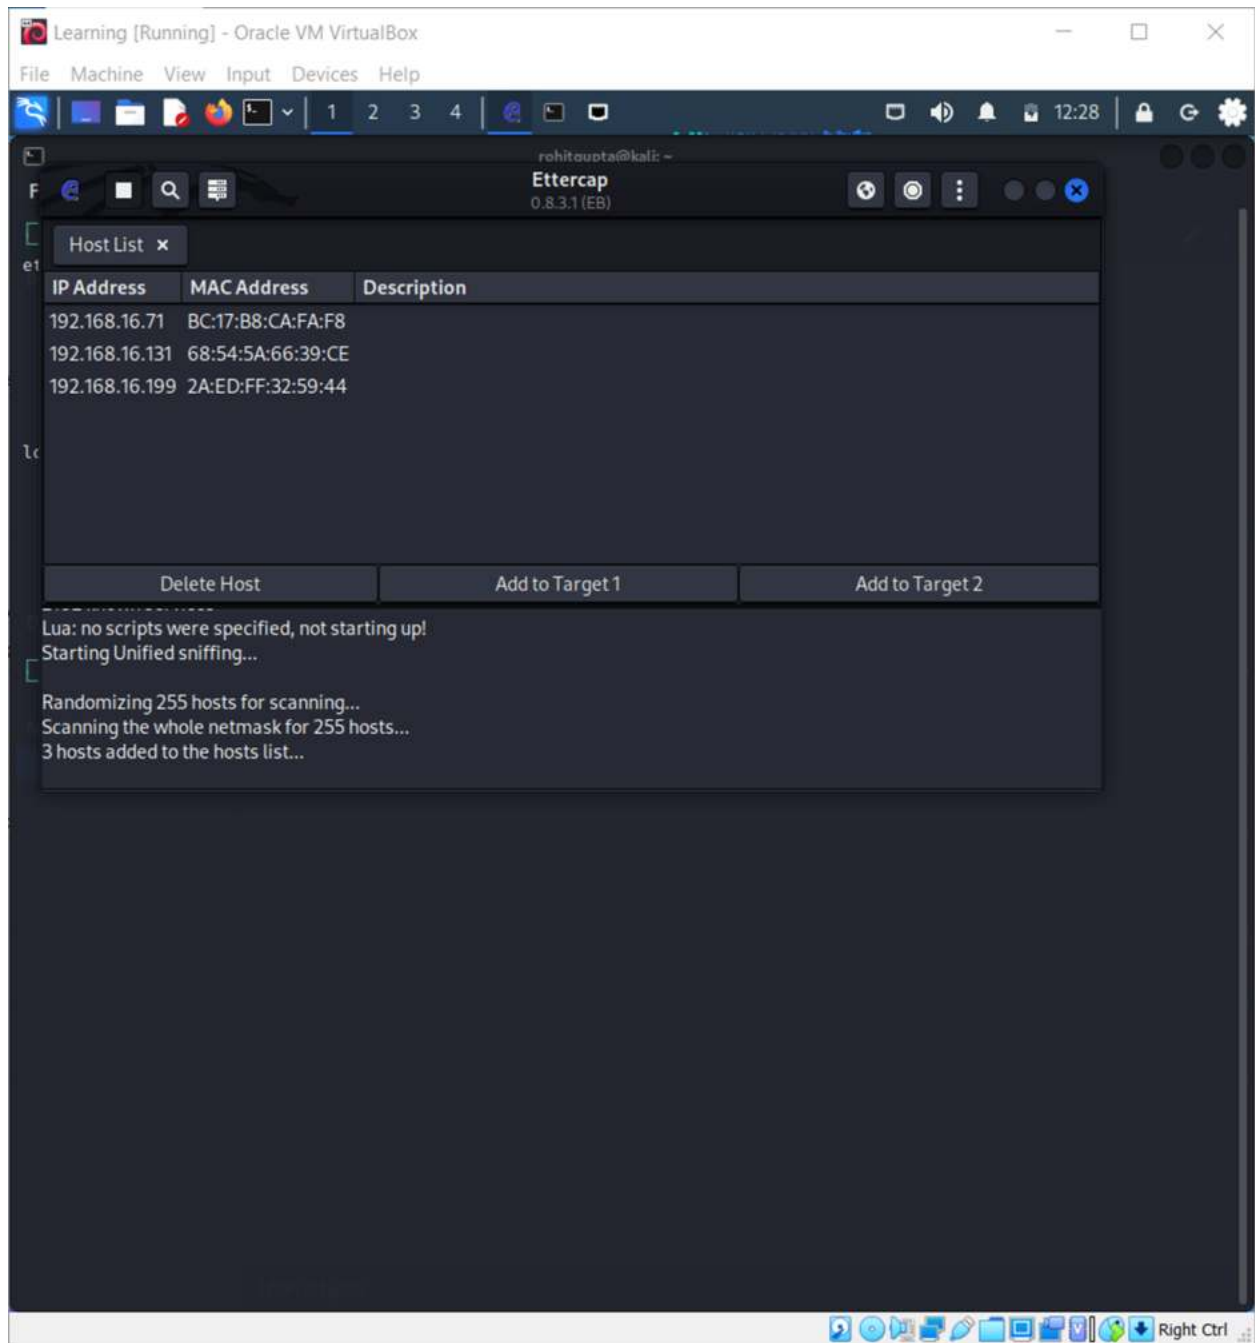 Learning [Running] - Oracle VM VirtualBox
File Machine View Input Devices Help
1 2 3 4 12:28
rohitgupta@kali: ~
F
Ettercap
0.8.3.1 (EB)
Host List ×
et
IP Address MAC Address Description
192.168.16.71 BC:17:B8:CA:FA:F8
192.168.16.131 68:54:5A:66:39:CE
192.168.16.199 2A:ED:FF:32:59:44
Delete Host Add to Target 1 Add to Target 2
Lua: no scripts were specified, not starting up!
Starting Unified sniffing...
Randomizing 255 hosts for scanning...
Scanning the whole netmask for 255 hosts...
3 hosts added to the hosts list...
Right Ctrl